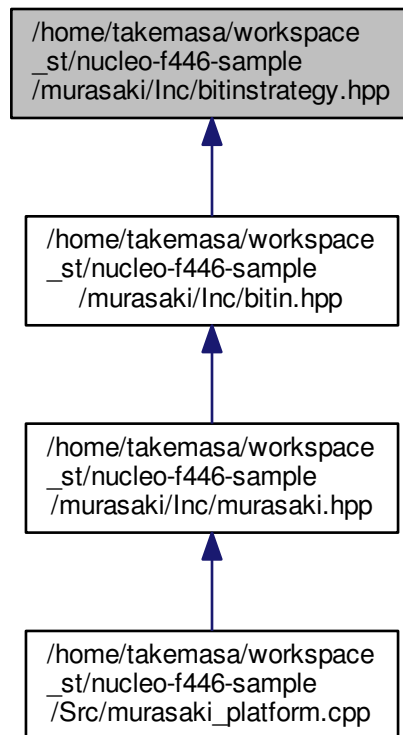 /home/takemasa/workspace
_st/nucleo-f446-sample
/murasaki/Inc/bitinstrategy.hpp
/home/takemasa/workspace
_st/nucleo-f446-sample
/murasaki/Inc/bitin.hpp
/home/takemasa/workspace
_st/nucleo-f446-sample
/murasaki/Inc/murasaki.hpp
/home/takemasa/workspace
_st/nucleo-f446-sample
/Src/murasaki_platform.cpp